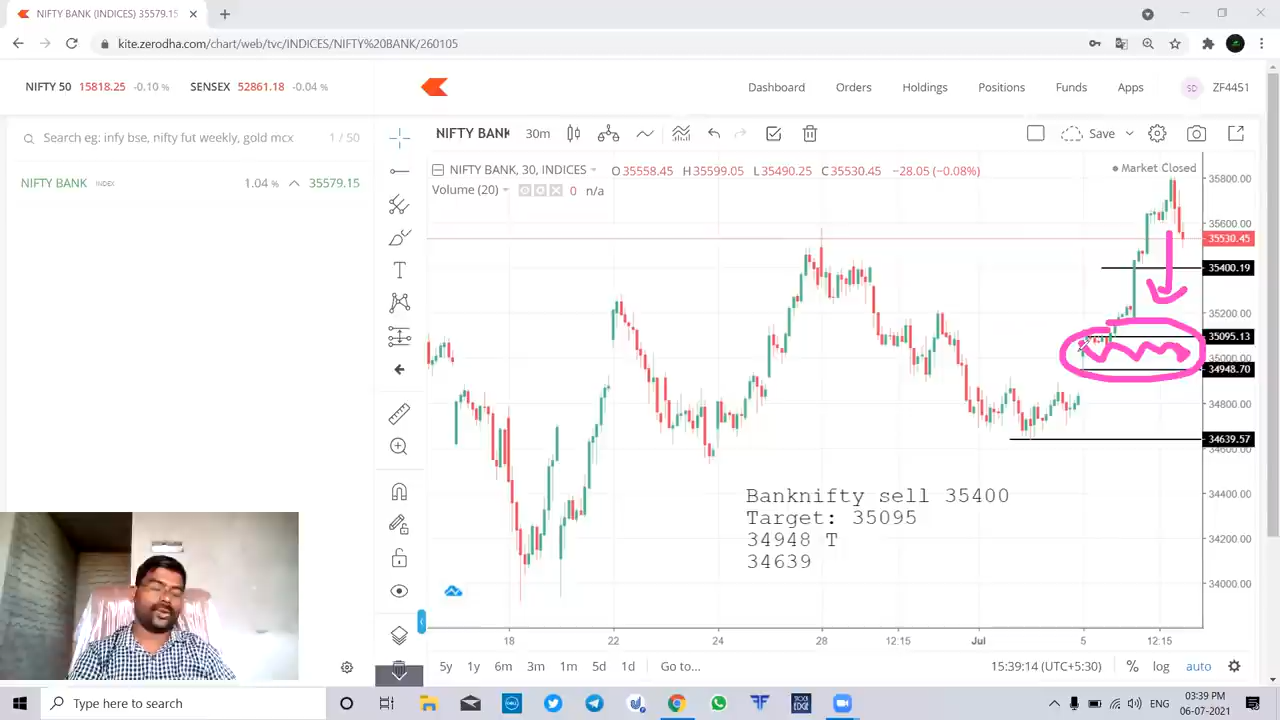 NIFTY BANK (INDICES) 35579.15
kite.zerodha.com/chart/web/tvc/INDICES/NIFTY%20BANK/260105
NIFTY 50 15818.25 -0.10 % SENSEX 52861.18 -0.04 %
Dashboard Orders Holdings Positions Funds Apps SD ZF4451
Search eg: infy bse, nifty fut weekly, gold mcx 1 / 50
NIFTY BANK INDEX 1.04 % 35579.15
NIFTY BANK 30m Save
NIFTY BANK, 30, INDICES O35558.45 H35599.05 L35490.25 C35530.45 −28.05 (−0.08%)
Market Closed
Volume (20) 0 n/a
35800.00
35600.00
35530.45
35400.19
35200.00
35095.13
35000.00
34948.70
34800.00
34639.57
34600.00
34400.00
34200.00
34000.00
Banknifty sell 35400
Target: 35095
34948 T
34639
18 22 24 28 12:15 Jul 5 12:15
5y 1y 6m 3m 1m 5d 1d Go to... 15:39:14 (UTC+5:30) % log auto
Type here to search
ENG
03:39 PM
06-07-2021